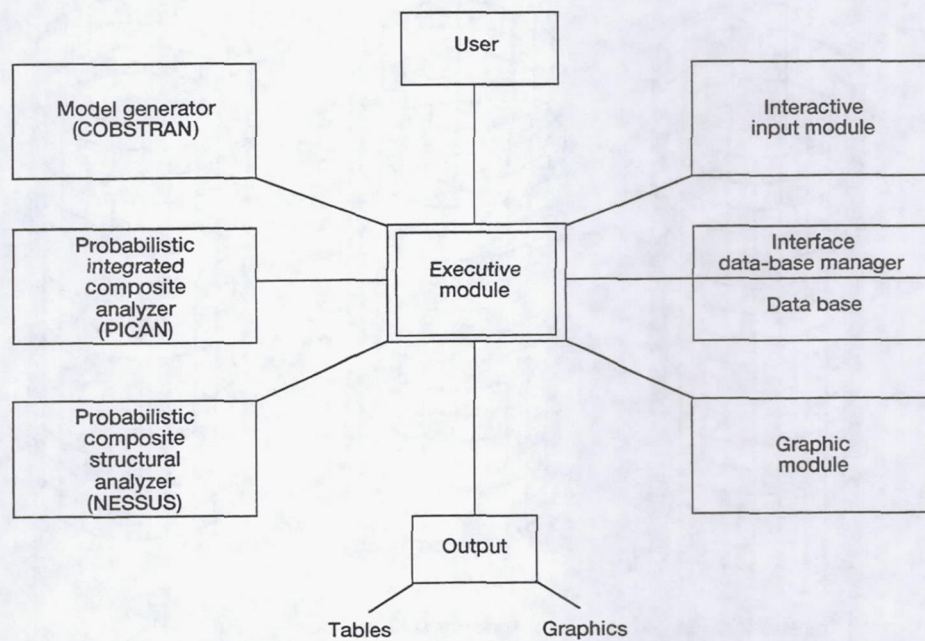 User
Model generator
(COBSTRAN)
Interactive
input module
Probabilistic
integrated
composite
analyzer
(PICAN)
Executive
module
Interface
data-base manager
Data base
Probabilistic
composite
structural
analyzer
(NESSUS)
Graphic
module
Output
Tables
Graphics